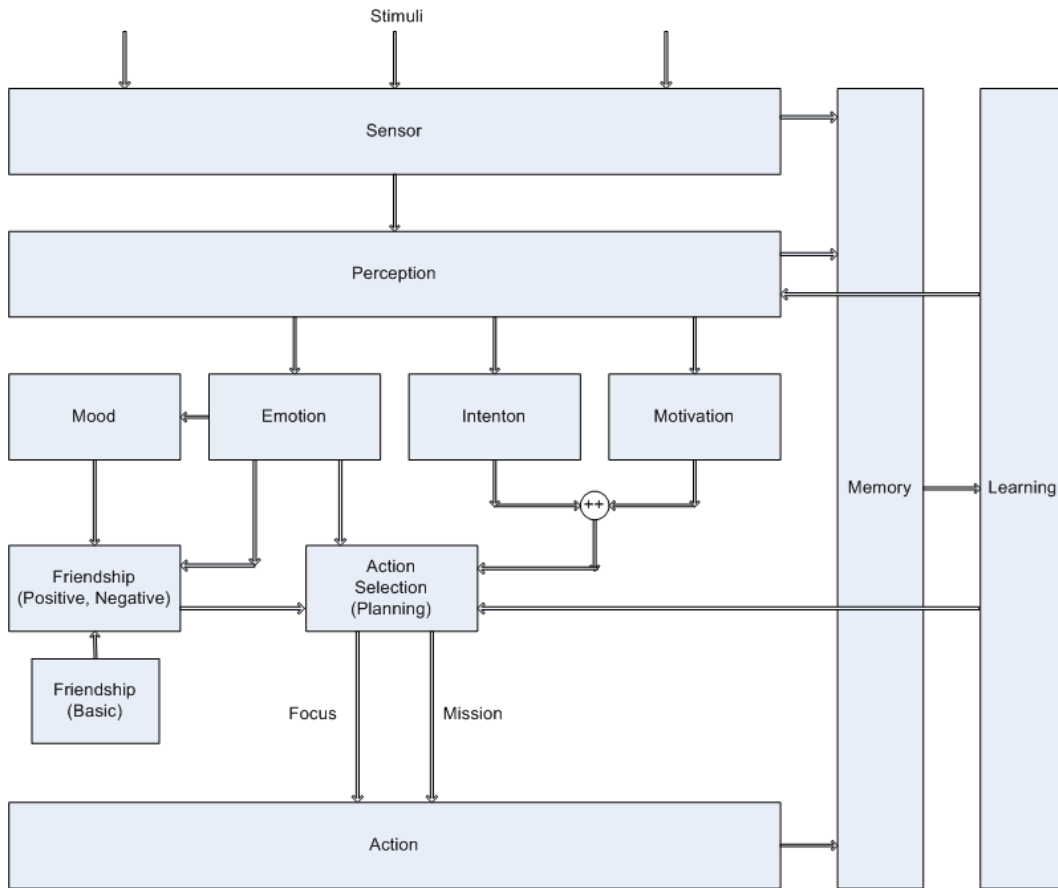 Stimuli
Sensor
Perception
Mood
Emotion
Intenton
Motivation
Memory
Learning
++
Friendship
(Positive, Negative)
Action
Selection
(Planning)
Friendship
(Basic)
Focus
Mission
Action